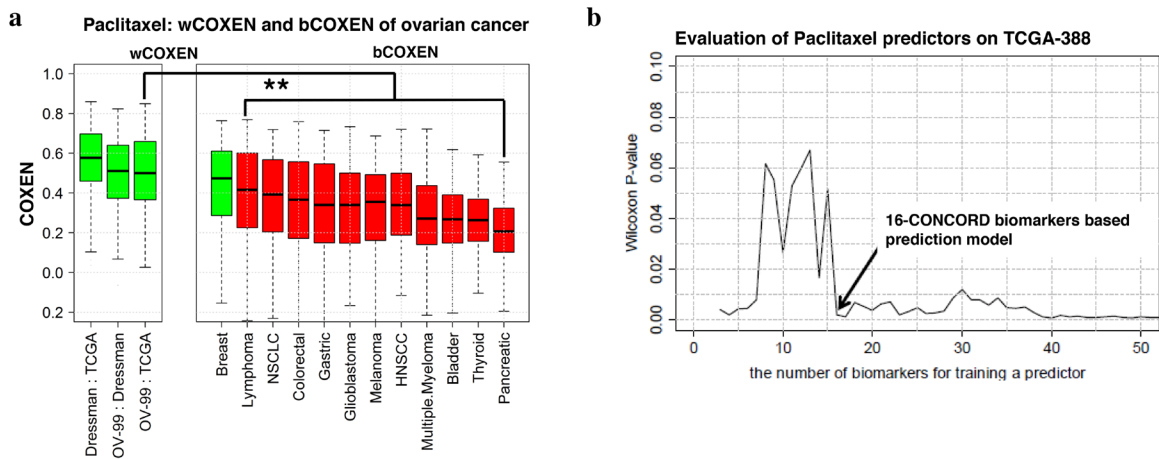 a
Paclitaxel: wCOXEN and bCOXEN of ovarian cancer
wCOXEN
bCOXEN
COXEN
1.0
0.8
0.6
0.4
0.2
0.0
0.2
**
Dressman : TCGA
OV-99 : Dressman
OV-99 : TCGA
Breast
Lymphoma
NSCLC
Colorectal
Gastric
Glioblastoma
Melanoma
HNSCC
Multiple.Myeloma
Bladder
Thyroid
Pancreatic
b
Evaluation of Paclitaxel predictors on TCGA-388
Wilcoxon P-value
0.10
0.08
0.06
0.04
0.02
0.00
16-CONCORD biomarkers based
prediction model
0 10 20 30 40 50
the number of biomarkers for training a predictor